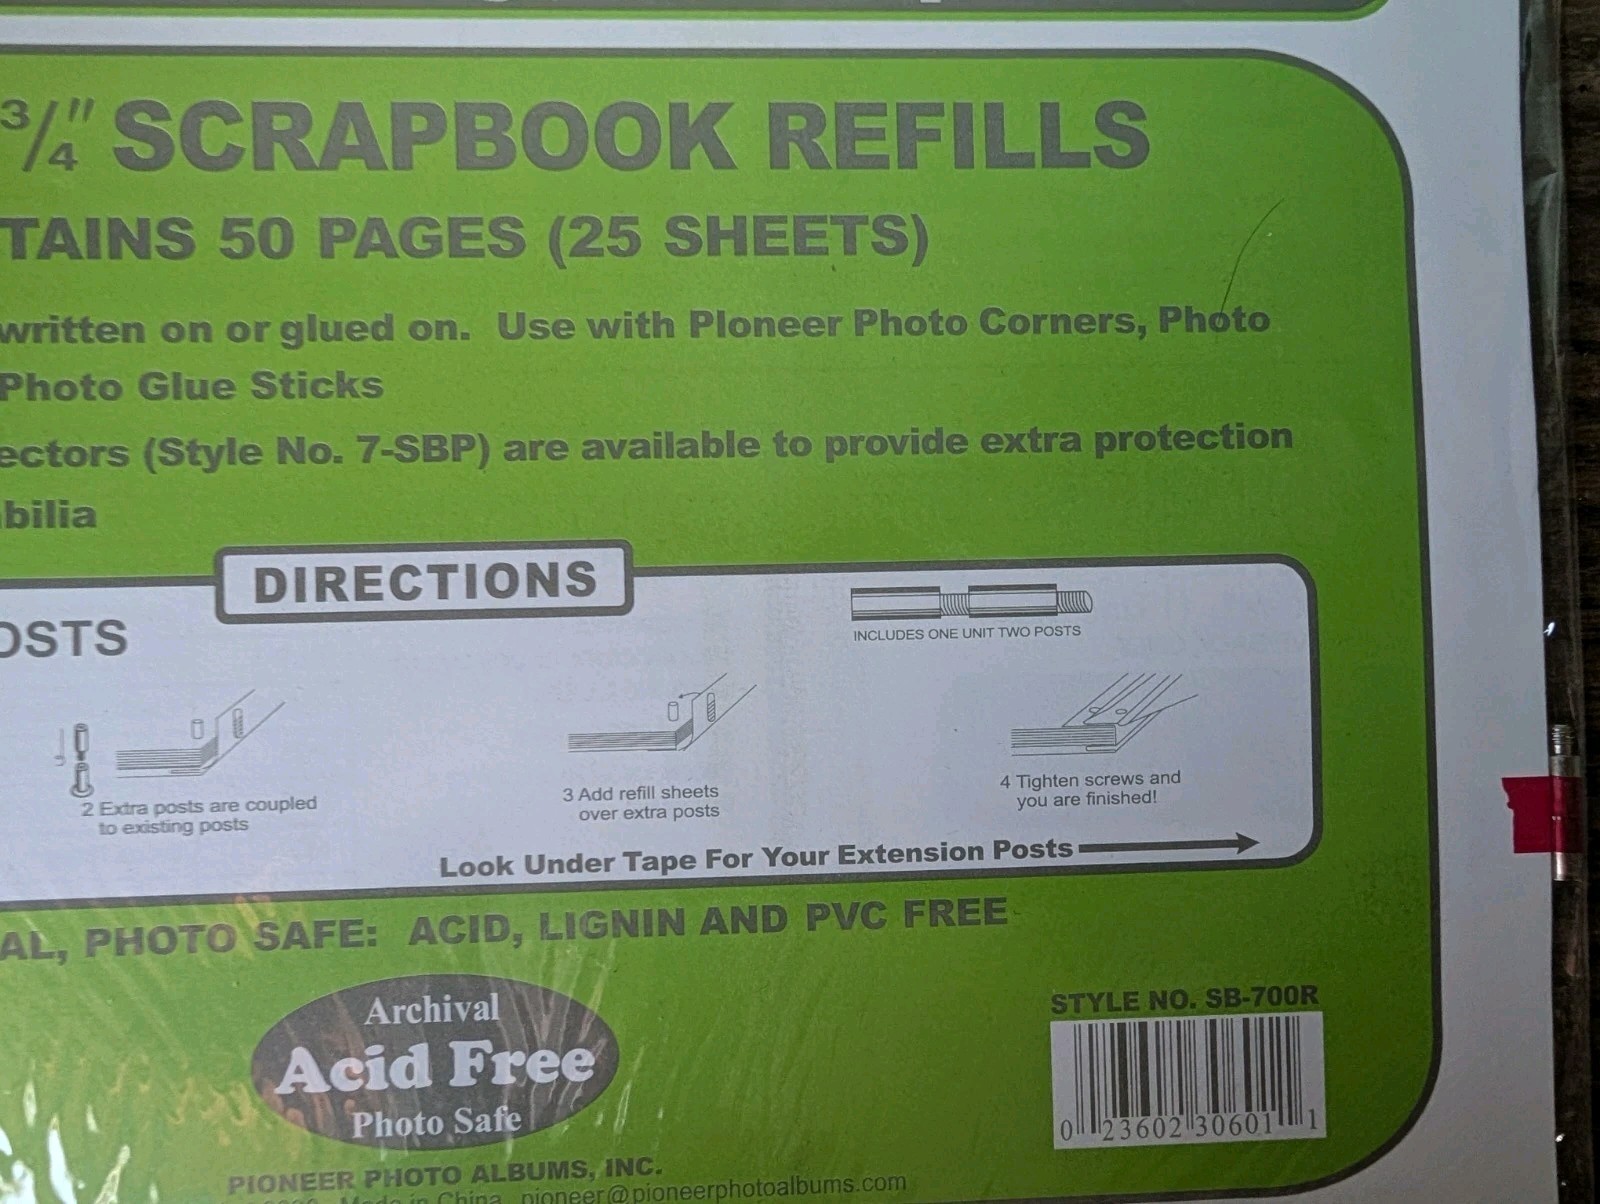 3/4" SCRAPBOOK REFILLS
TAINS 50 PAGES (25 SHEETS)
written on or glued on. Use with Ploneer Photo Corners, Photo
Photo Glue Sticks
ectors (Style No. 7-SBP) are available to provide extra protection
bilia
DIRECTIONS
OSTS
INCLUDES ONE UNIT TWO POSTS
2 Extra posts are coupled
to existing posts
3 Add refill sheets
over extra posts
4 Tighten screws and
you are finished!
Look Under Tape For Your Extension Posts
AL, PHOTO SAFE: ACID, LIGNIN AND PVC FREE
Archival
Acid Free
Photo Safe
STYLE NO. SB-700R
0 23602 30601 1
PIONEER PHOTO ALBUMS, INC.
Made in China pioneer@pioneerphotoalbums.com